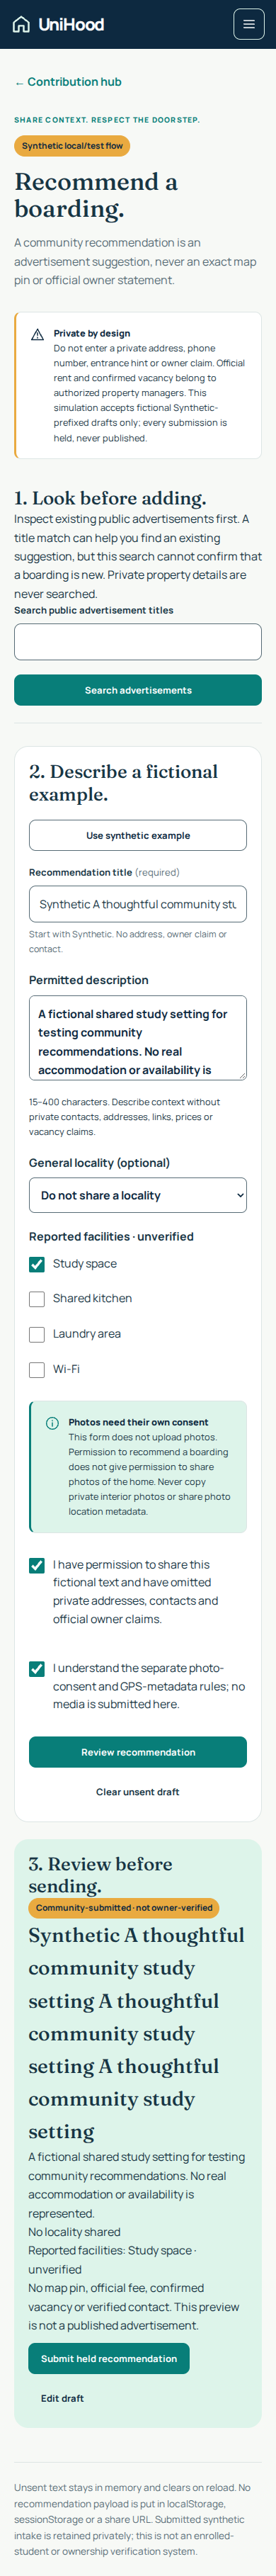 UniHood
← Contribution hub
SHARE CONTEXT. RESPECT THE DOORSTEP.
Synthetic local/test flow
Recommend a
boarding.
A community recommendation is an
advertisement suggestion, never an exact map
pin or official owner statement.
Private by design
Do not enter a private address, phone
number, entrance hint or owner claim. Official
rent and confirmed vacancy belong to
authorized property managers. This
simulation accepts fictional Synthetic-
prefixed drafts only; every submission is
held, never published.
1. Look before adding.
Inspect existing public advertisements first. A
title match can help you find an existing
suggestion, but this search cannot confirm that
a boarding is new. Private property details are
never searched.
Search public advertisement titles
Search advertisements
2. Describe a fictional
example.
Use synthetic example
Recommendation title (required)
Synthetic A thoughtful community stu
Start with Synthetic. No address, owner claim or
contact.
Permitted description
A fictional shared study setting for
testing community
recommendations. No real
accommodation or availability is
15–400 characters. Describe context without
private contacts, addresses, links, prices or
vacancy claims.
General locality (optional)
Do not share a locality
Reported facilities · unverified
Study space
Shared kitchen
Laundry area
Wi-Fi
Photos need their own consent
This form does not upload photos.
Permission to recommend a boarding
does not give permission to share
photos of the home. Never copy
private interior photos or share photo
location metadata.
I have permission to share this
fictional text and have omitted
private addresses, contacts and
official owner claims.
I understand the separate photo-
consent and GPS-metadata rules; no
media is submitted here.
Review recommendation
Clear unsent draft
3. Review before
sending.
Community-submitted · not owner-verified
Synthetic A thoughtful
community study
setting A thoughtful
community study
setting A thoughtful
community study
setting
A fictional shared study setting for testing
community recommendations. No real
accommodation or availability is
represented.
No locality shared
Reported facilities: Study space ·
unverified
No map pin, official fee, confirmed
vacancy or verified contact. This preview
is not a published advertisement.
Submit held recommendation
Edit draft
Unsent text stays in memory and clears on reload. No
recommendation payload is put in localStorage,
sessionStorage or a share URL. Submitted synthetic
intake is retained privately; this is not an enrolled-
student or ownership verification system.